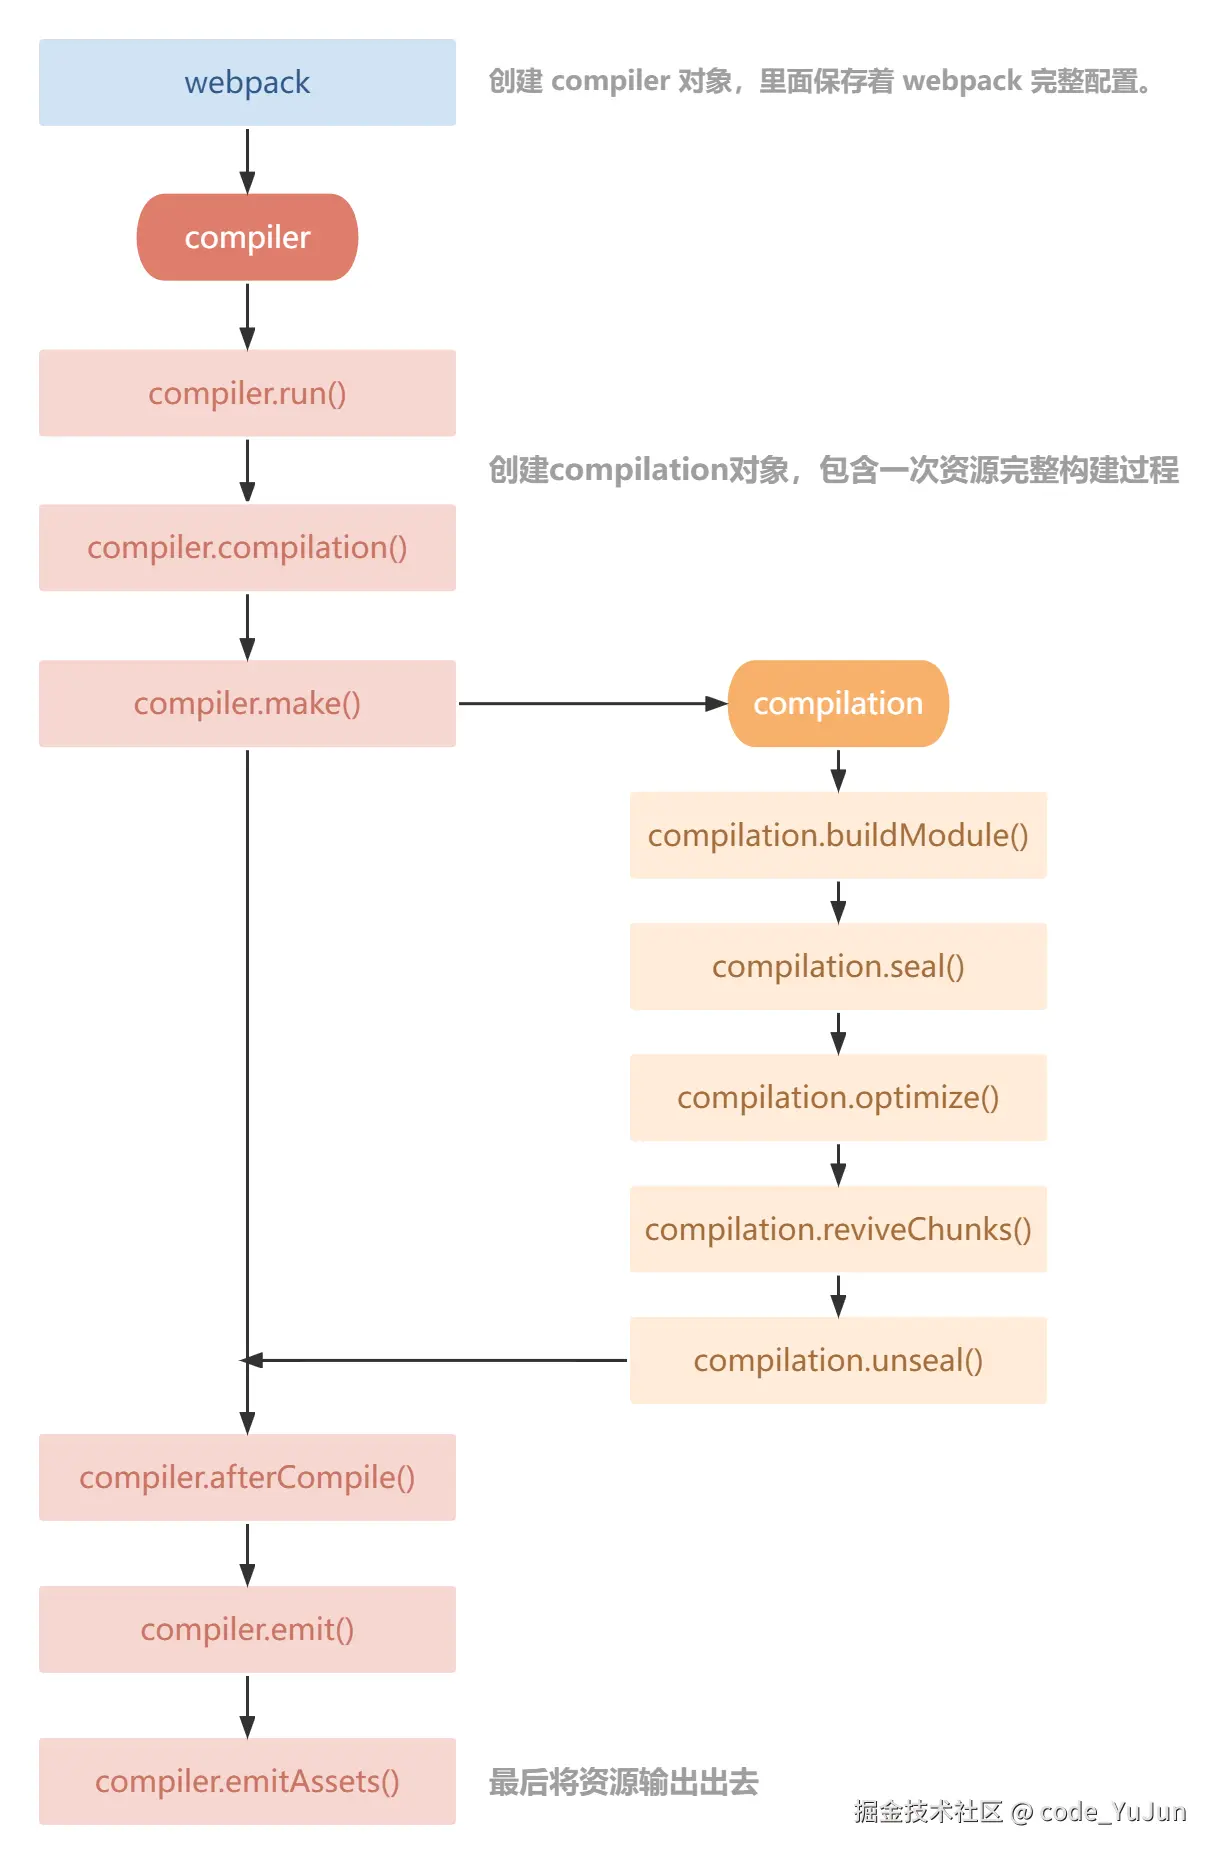 webpack
创建 compiler 对象，里面保存着 webpack 完整配置。
compiler
compiler.run()
创建compilation对象，包含一次资源完整构建过程
compiler.compilation()
compiler.make()
compilation
compilation.buildModule()
compilation.seal()
compilation.optimize()
compilation.reviveChunks()
compilation.unseal()
compiler.afterCompile()
compiler.emit()
compiler.emitAssets()
最后将资源输出出去
掘金技术社区 @ code_YuJun